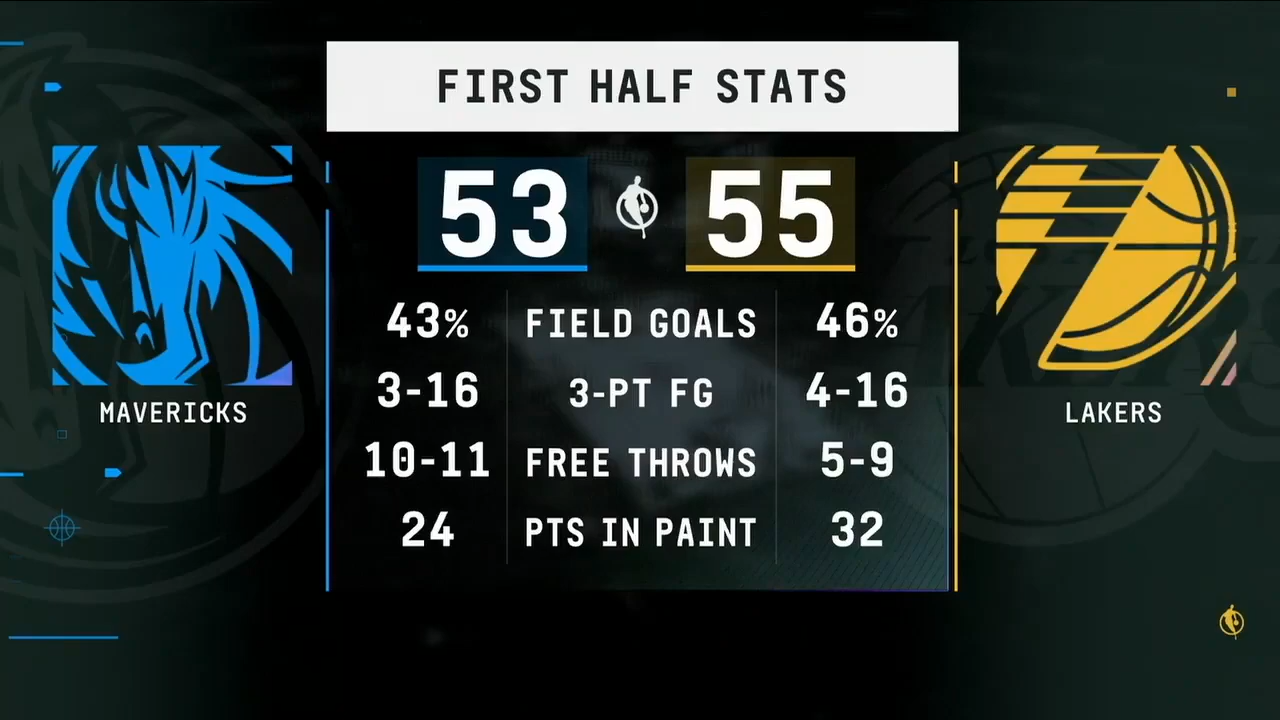 FIRST HALF STATS
53 55
43% FIELD GOALS 46%
3-16 3-PT FG 4-16
MAVERICKS LAKERS
10-11 FREE THROWS 5-9
24 PTS IN PAINT 32